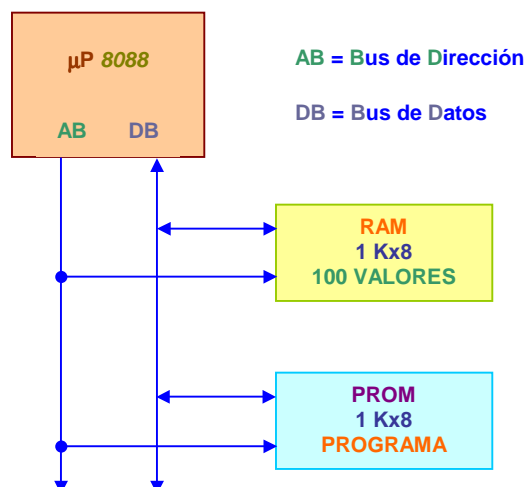 µP 8088
AB DB
AB = Bus de Dirección
DB = Bus de Datos
RAM
1 Kx8
100 VALORES
PROM
1 Kx8
PROGRAMA